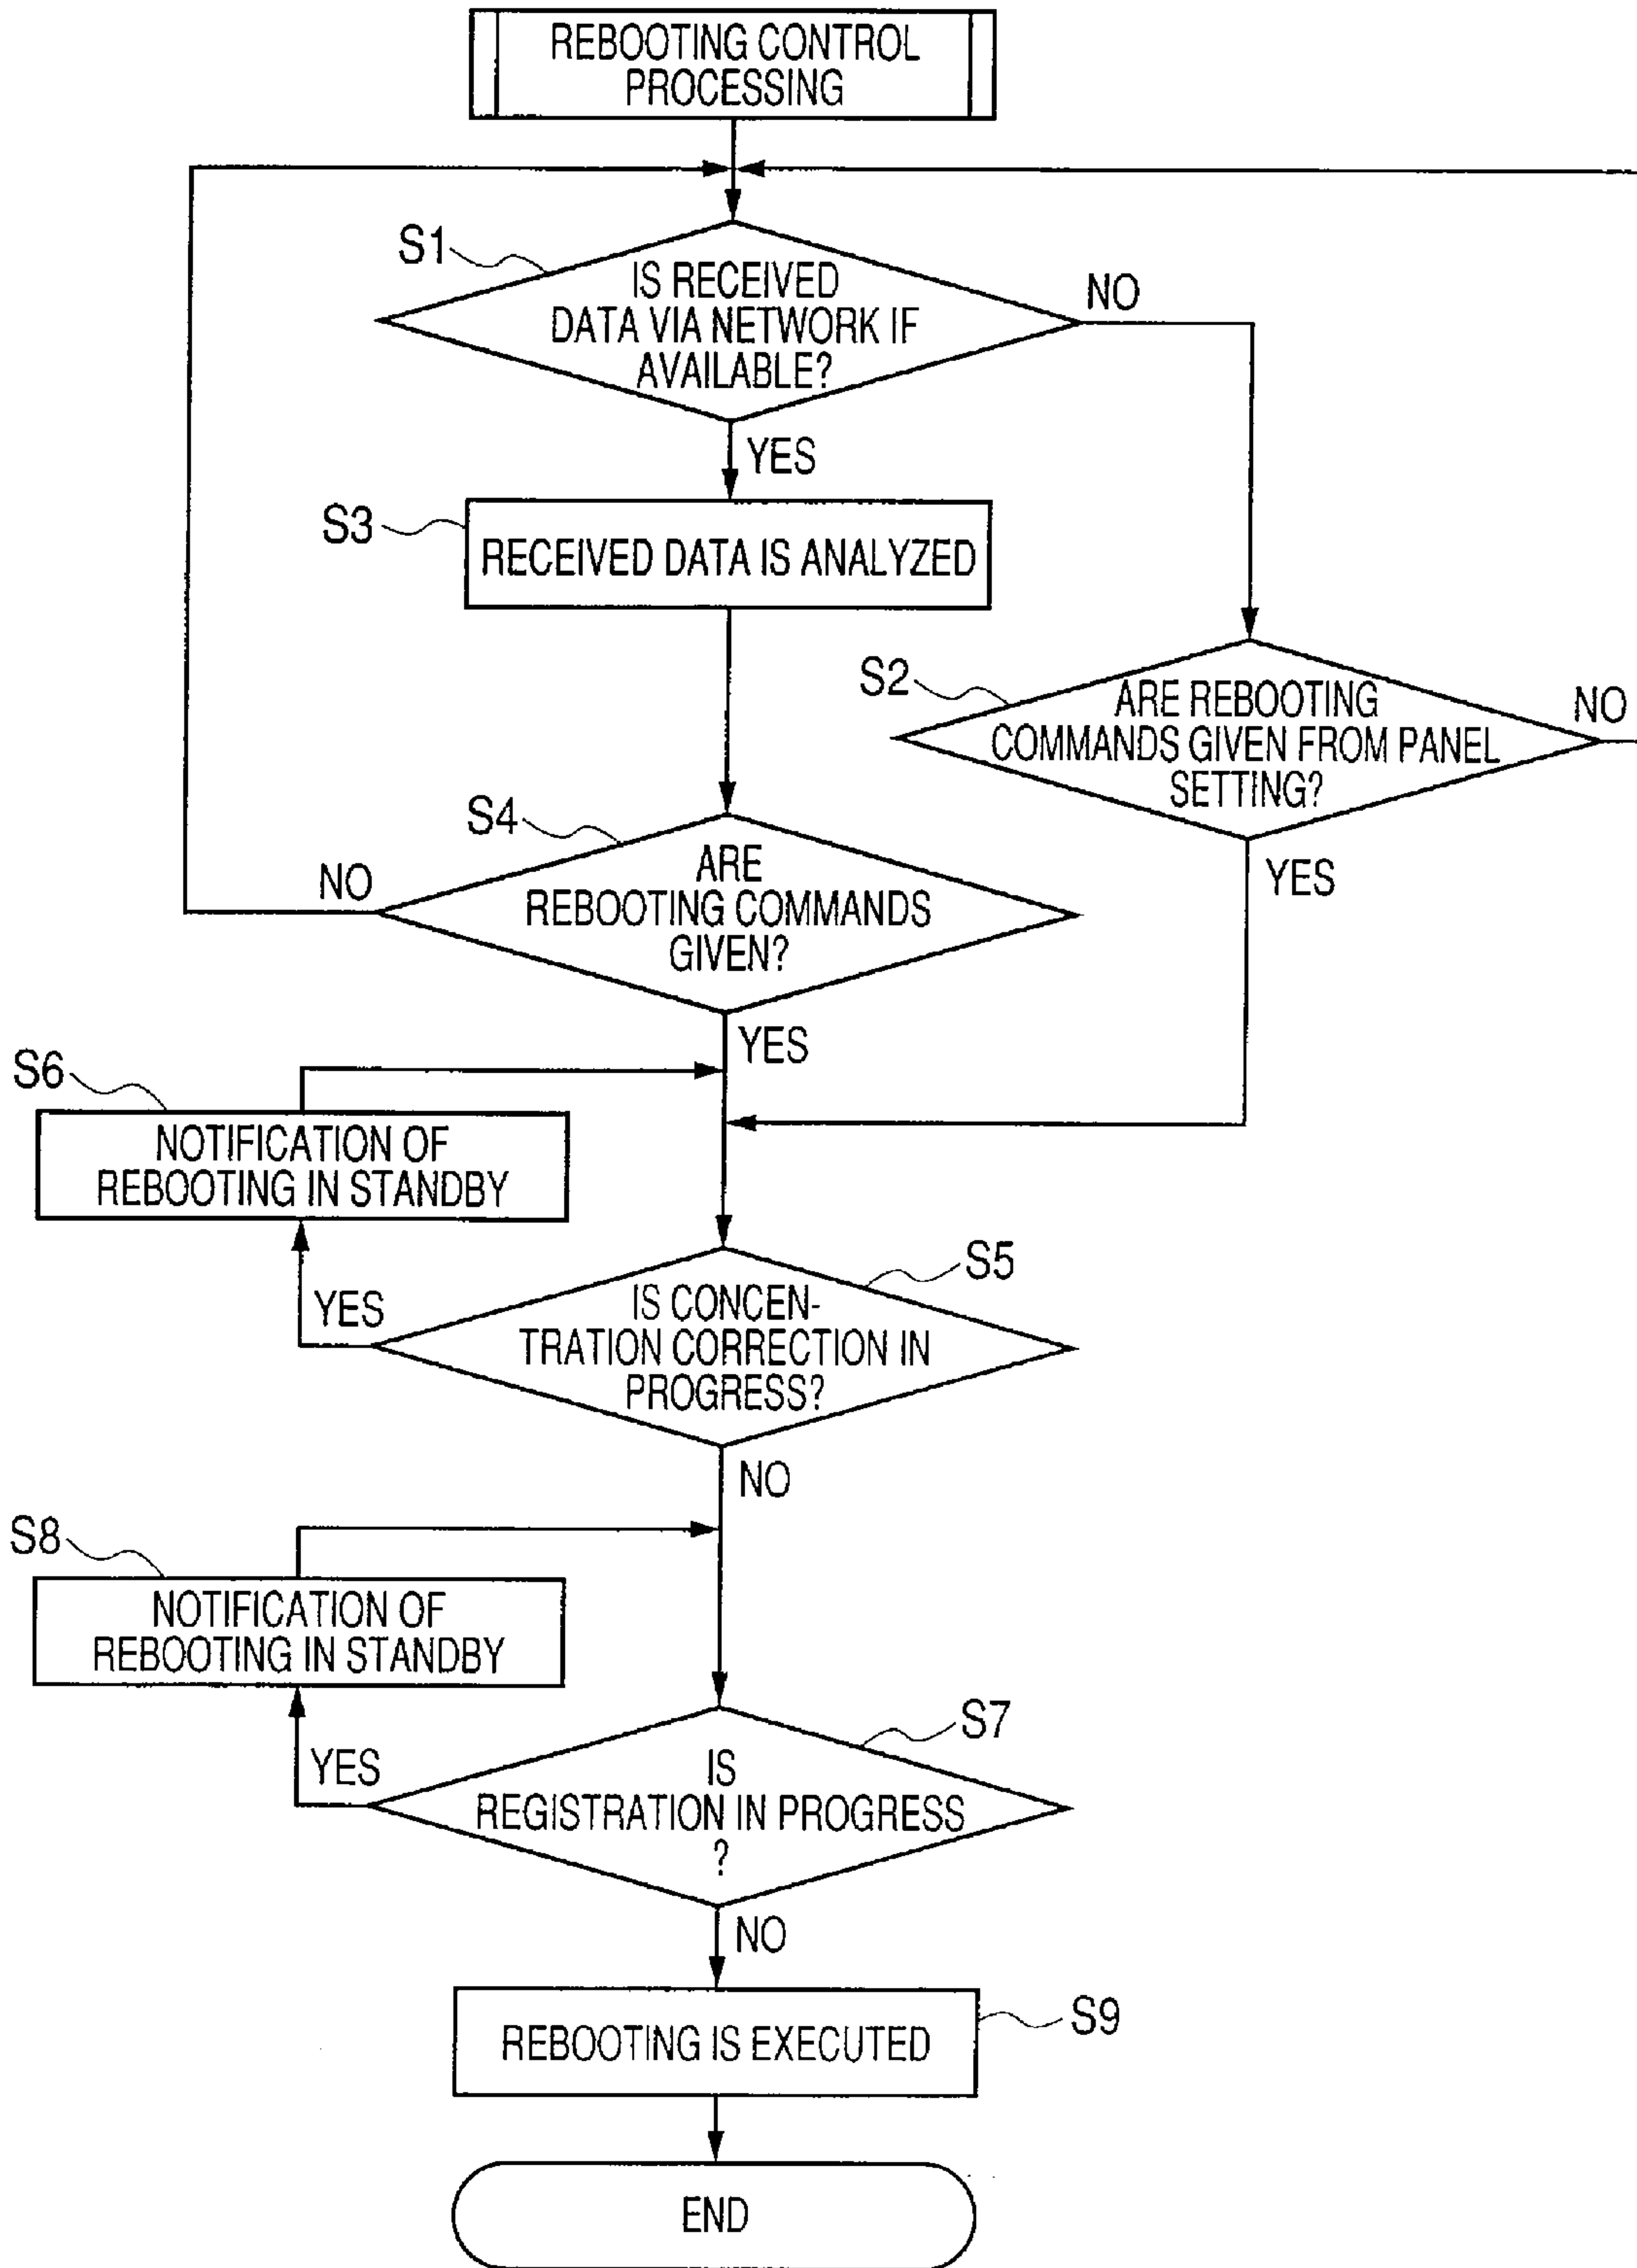 REBOOTING CONTROL
PROCESSING
S1
IS RECEIVED
DATA VIA NETWORK IF
AVAILABLE?
NO
YES
S3
RECEIVED DATA IS ANALYZED
S2
ARE REBOOTING
COMMANDS GIVEN FROM PANEL
SETTING?
NO
YES
S4
ARE
REBOOTING COMMANDS
GIVEN?
NO
YES
S6
NOTIFICATION OF
REBOOTING IN STANDBY
S5
IS CONCEN-
TRATION CORRECTION IN
PROGRESS?
YES
NO
S8
NOTIFICATION OF
REBOOTING IN STANDBY
S7
IS
REGISTRATION IN PROGRESS
?
YES
NO
REBOOTING IS EXECUTED
S9
END